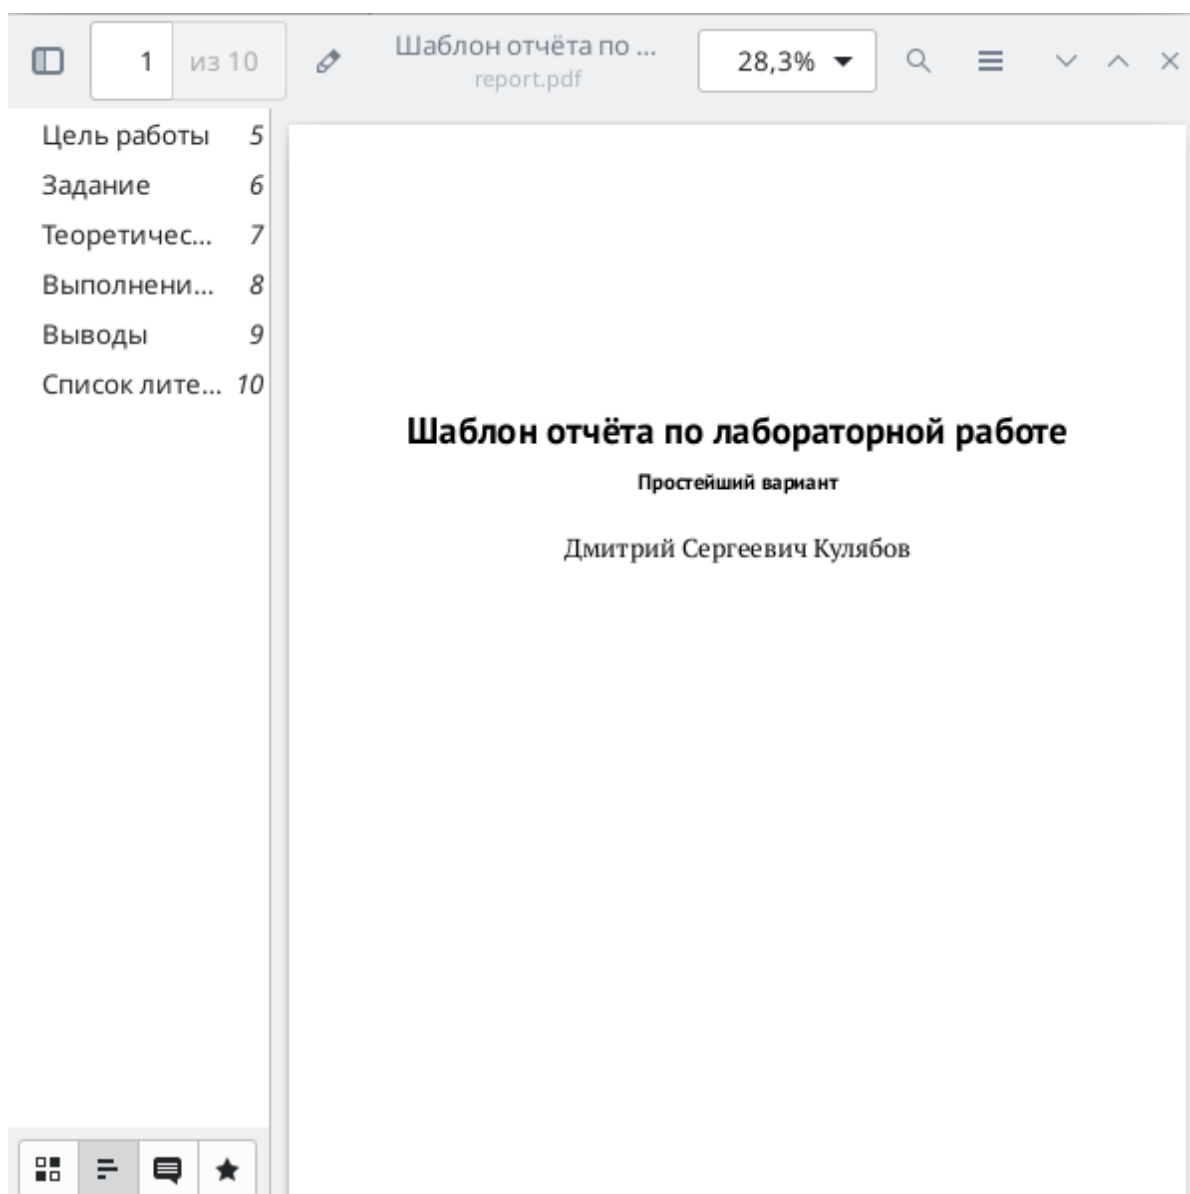 1 из 10
Шаблон отчёта по ...
report.pdf
28,3%
Цель работы 5
Задание 6
Теоретичес... 7
Выполнени... 8
Выводы 9
Список лите... 10
Шаблон отчёта по лабораторной работе
Простейший вариант
Дмитрий Сергеевич Кулябов